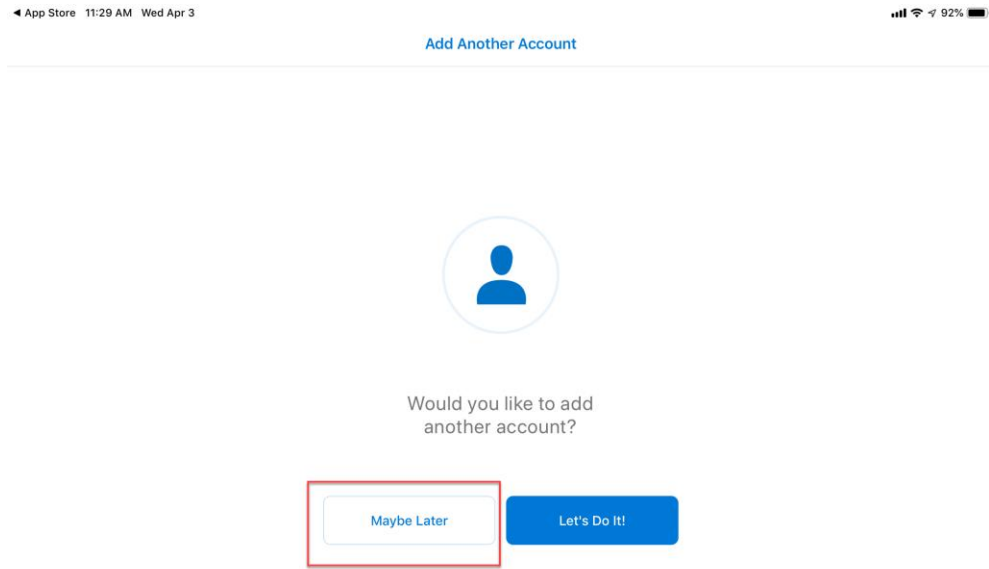 ◀ App Store 11:29 AM Wed Apr 3 92%
Add Another Account
Would you like to add
another account?
Maybe Later Let's Do It!